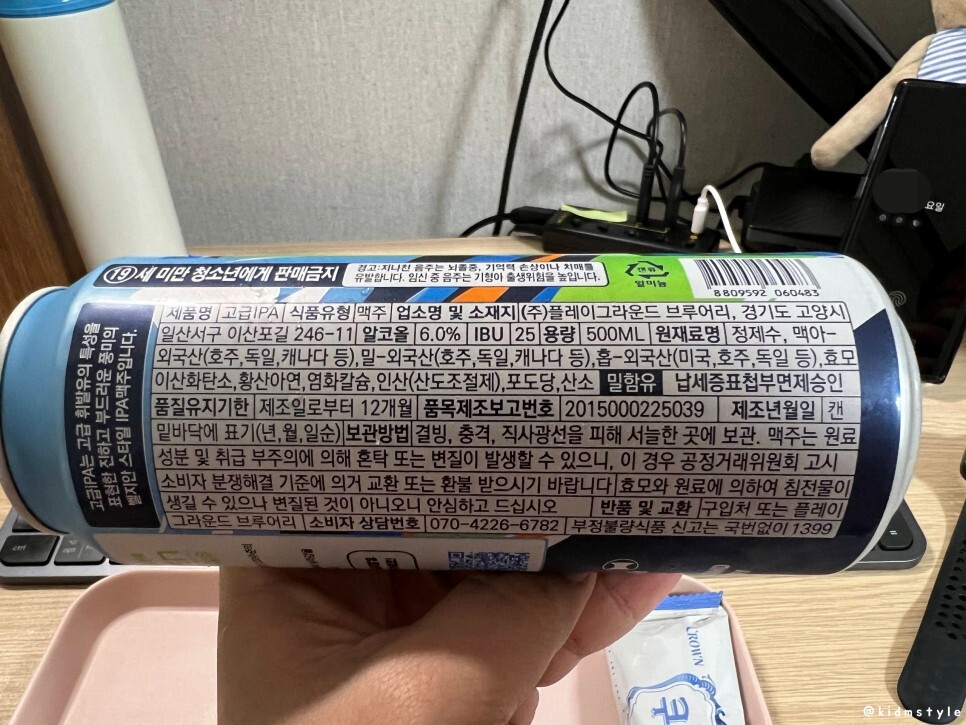 19세 미만 청소년에게 판매금지
경고:지나친 음주는 뇌졸중, 기억력 손상이나 치매를
유발합니다. 임신 중 음주는 기형아 출생위험을 높입니다.
캔류
알미늄
8 809592 060483
고급IPA는 고급 휘발유의 특성을
표현한 진하고 부드러운 풍미의
벨지안 스타일 IPA맥주입니다.
제품명 고급IPA 식품유형 맥주 업소명 및 소재지 (주)플레이그라운드 브루어리, 경기도 고양시
일산서구 이산포길 246-11 알코올 6.0% IBU 25 용량 500ML 원재료명 정제수, 맥아-
외국산(호주,독일,캐나다 등),밀-외국산(호주,독일,캐나다 등),홉-외국산(미국,호주,독일 등),효모
이산화탄소,황산아연,염화칼슘,인산(산도조절제),포도당,산소 밀함유 납세증표첩부면제승인
품질유지기한 제조일로부터 12개월 품목제조보고번호 2015000225039 제조년월일 캔
밑바닥에 표기(년,월,일순) 보관방법 결빙, 충격, 직사광선을 피해 서늘한 곳에 보관. 맥주는 원료
성분 및 취급 부주의에 의해 혼탁 또는 변질이 발생할 수 있으니, 이 경우 공정거래위원회 고시
소비자 분쟁해결 기준에 의거 교환 또는 환불 받으시기 바랍니다 효모와 원료에 의하여 침전물이
생길 수 있으나 변질된 것이 아니오니 안심하고 드십시오 반품 및 교환 구입처 또는 플레이
그라운드 브루어리 소비자 상담번호 070-4226-6782 부정불량식품 신고는 국번없이 1399
요일
CROWN
@kidmstyle